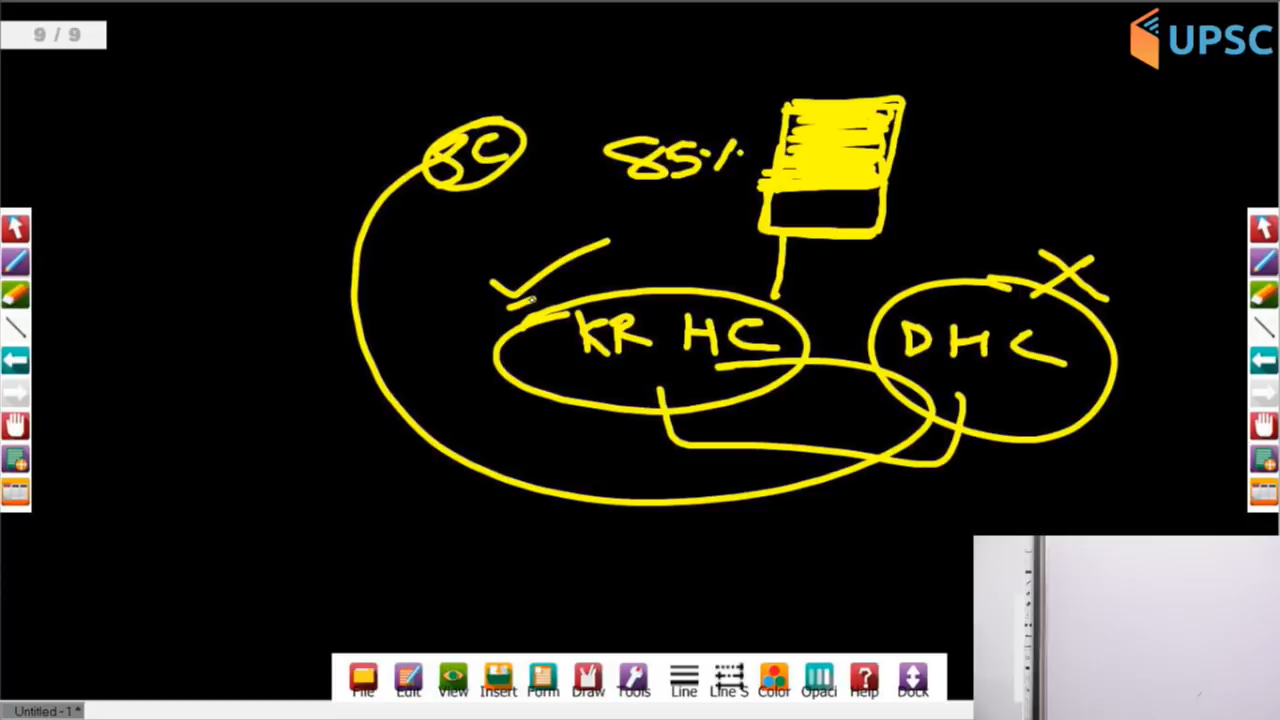 9 / 9
UPSC
SC 85%
KR HC DHC
File Edit View Insert Form Draw Tools Line Line S Color Opaci Help Dock
Untitled - 1 *